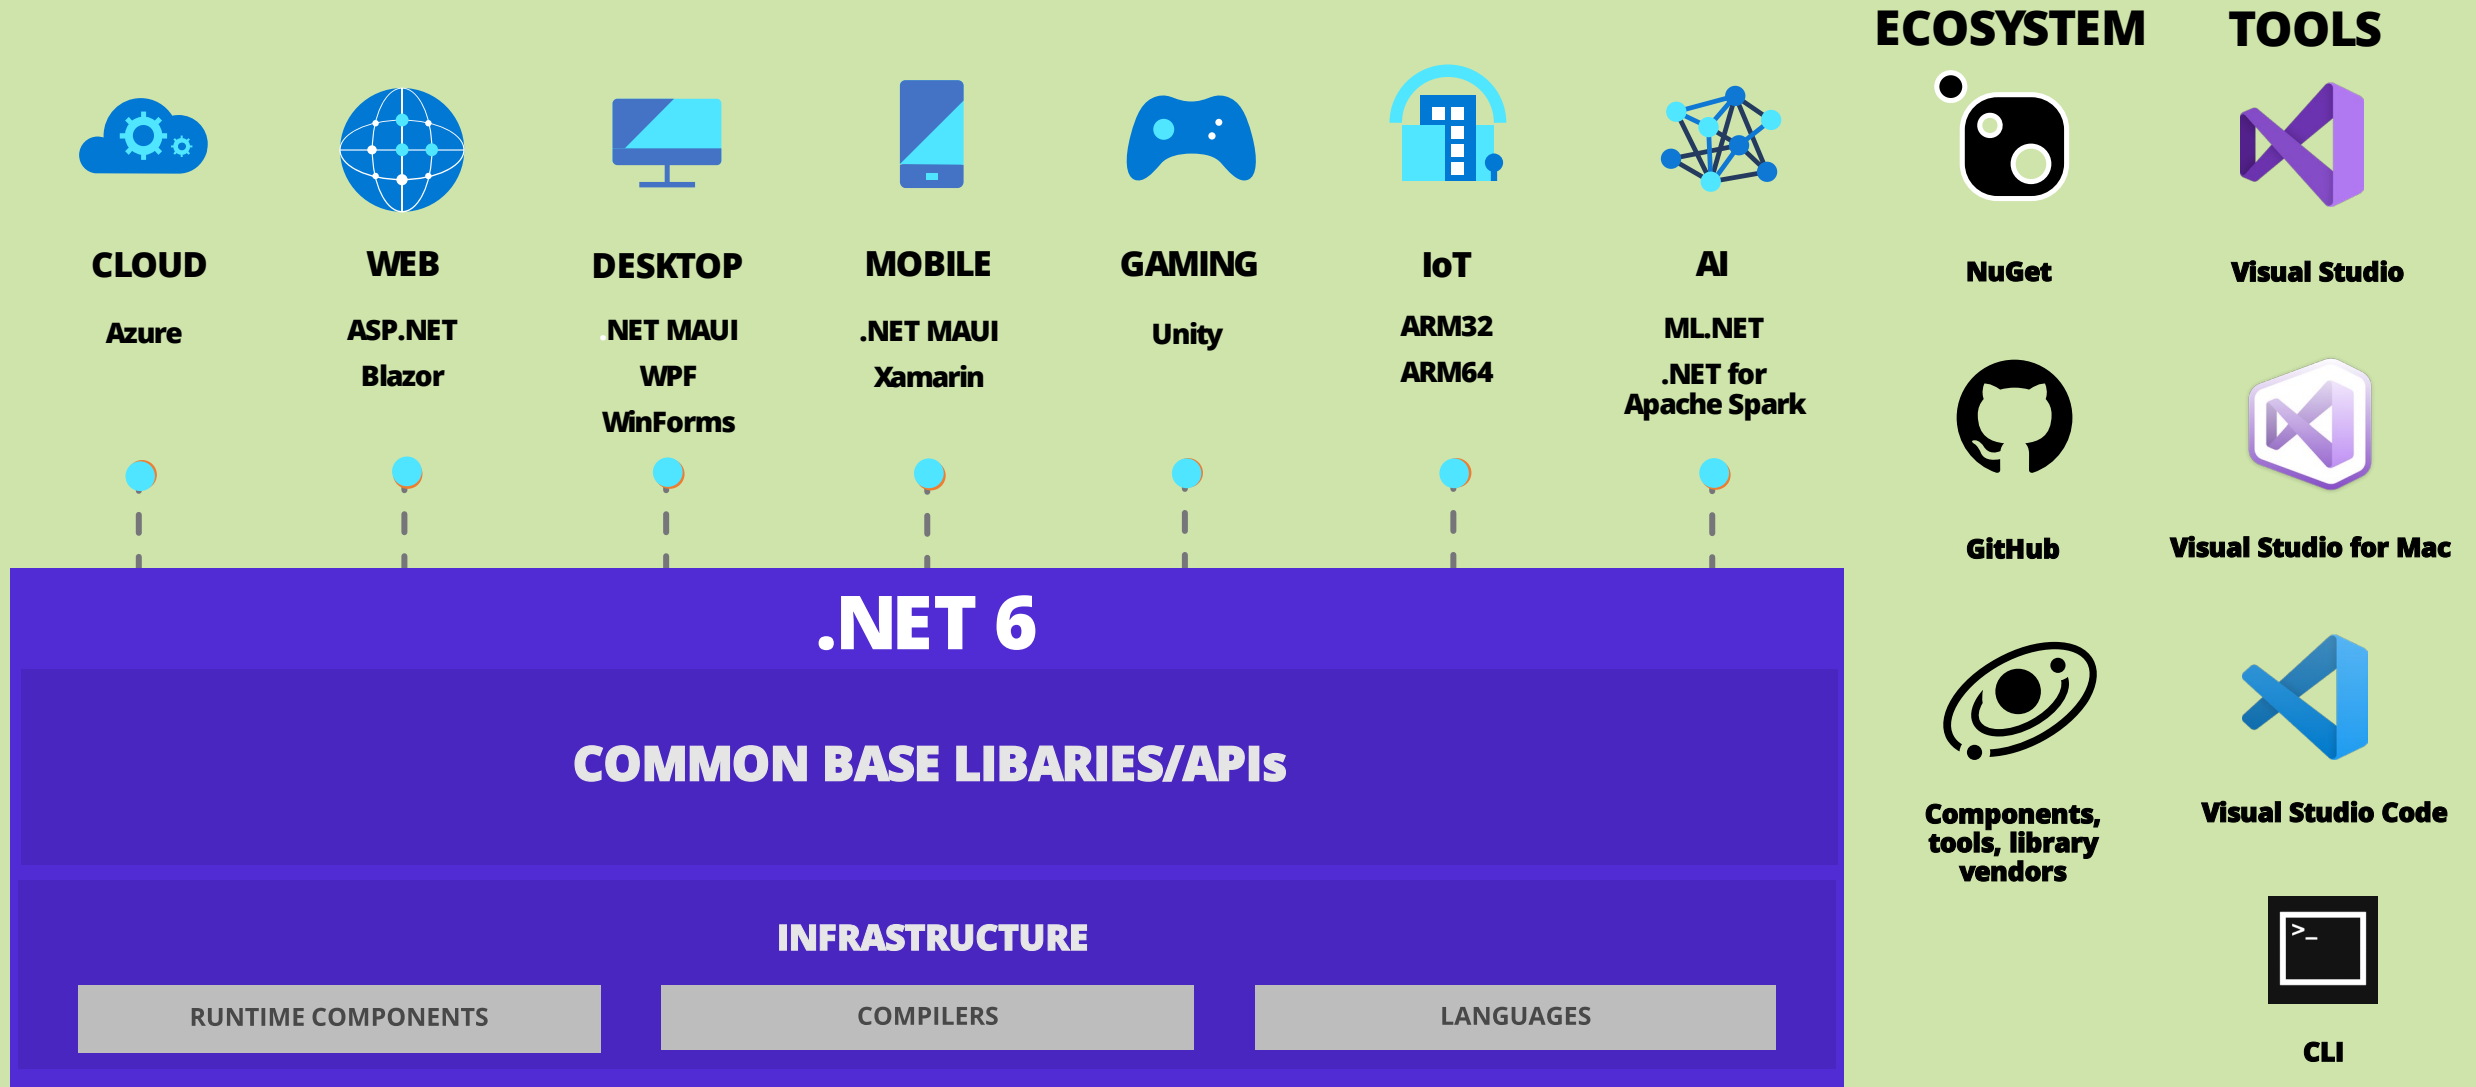 ECOSYSTEM
TOOLS
CLOUD
Azure
WEB
ASP.NET
Blazor
DESKTOP
.NET MAUI
WPF
WinForms
MOBILE
.NET MAUI
Xamarin
GAMING
Unity
IoT
ARM32
ARM64
AI
ML.NET
.NET for
Apache Spark
NuGet
GitHub
Components,
tools, library
vendors
Visual Studio
Visual Studio for Mac
Visual Studio Code
>_
CLI
.NET 6
COMMON BASE LIBARIES/APIs
INFRASTRUCTURE
RUNTIME COMPONENTS
COMPILERS
LANGUAGES